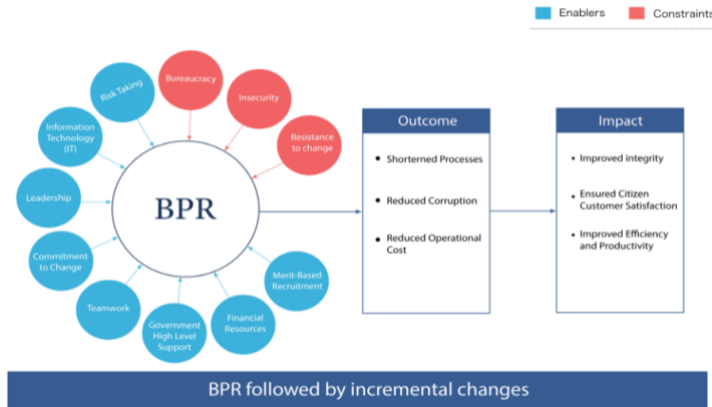 Enablers
Constraints
Bureaucracy
Risk Taking
Insecurity
Information
Technology
(IT)
Resistance
to change
Leadership
BPR
Commitment
to Change
Merit-Based
Recruitment
Teamwork
Financial
Resources
Government
High Level
Support
Outcome
• Shorterned Processes
• Reduced Corruption
• Reduced Operational
Cost
Impact
• Improved integrity
• Ensured Citizen
Customer Satisfaction
• Improved Efficiency
and Productivity
BPR followed by incremental changes